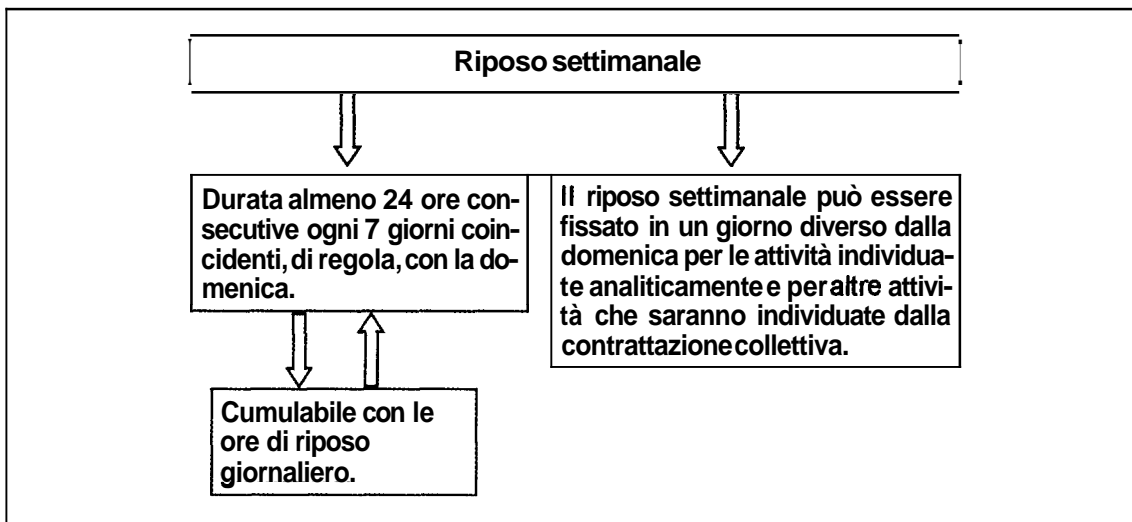 Riposo settimanale
Durata almeno 24 ore con-
secutive ogni 7 giorni coin-
cidenti, di regola, con la do-
menica.
Il riposo settimanale può essere
fissato in un giorno diverso dalla
domenica per le attività individua-
te analiticamente e per altre attivi-
tà che saranno individuate dalla
contrattazione collettiva.
Cumulabile con le
ore di riposo
giornaliero.